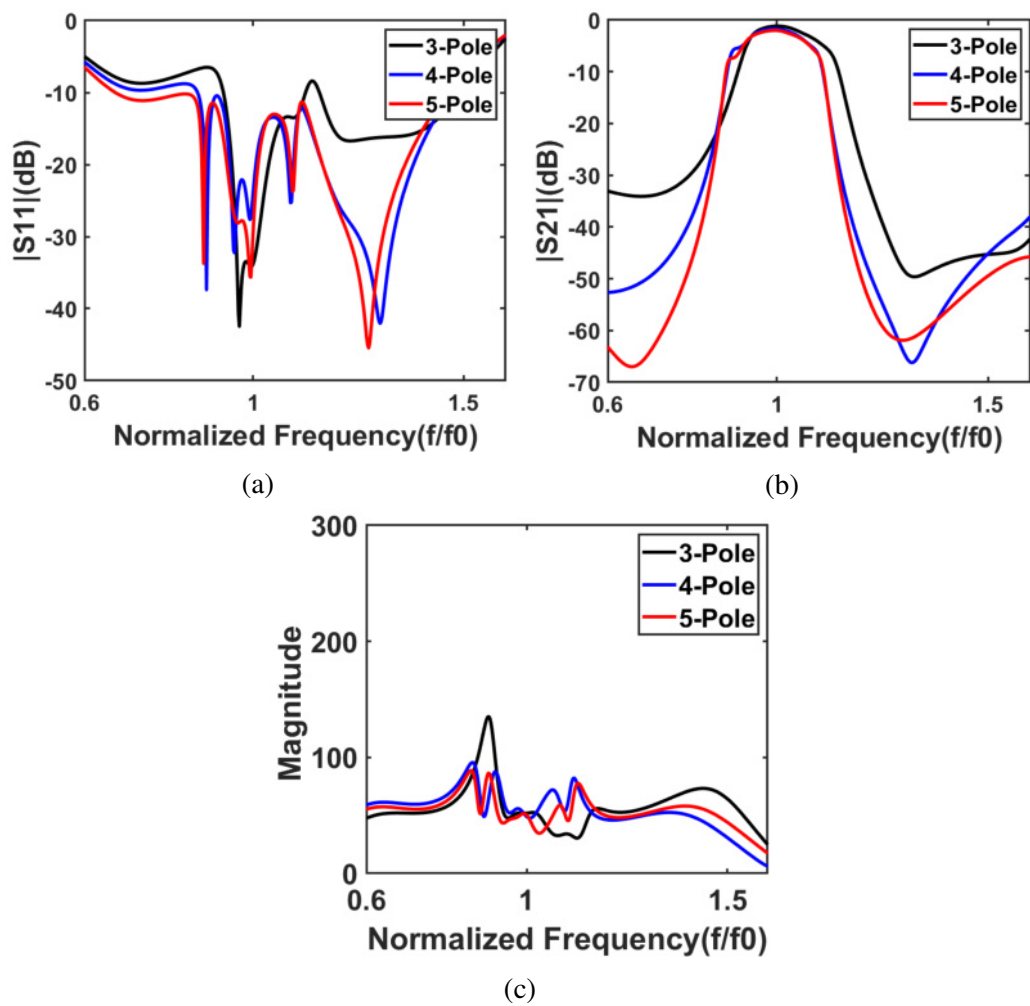 0
-10
-20
-30
-40
-50
|S11|(dB)
3-Pole
4-Pole
5-Pole
0.6
1
1.5
Normalized Frequency(f/f0)
(a)
0
-10
-20
-30
-40
-50
-60
-70
|S21|(dB)
3-Pole
4-Pole
5-Pole
0.6
1
1.5
Normalized Frequency(f/f0)
(b)
300
200
100
0
Magnitude
3-Pole
4-Pole
5-Pole
0.6
1
1.5
Normalized Frequency(f/f0)
(c)